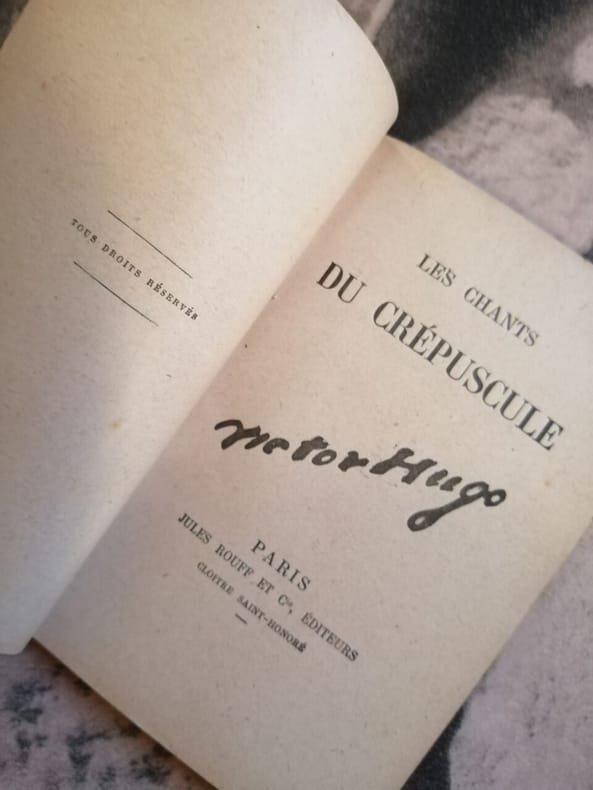 TOUS DROITS RÉSERVÉS
LES CHANTS
DU CRÉPUSCULE
Victor Hugo
PARIS
JULES ROUFF ET Cie, ÉDITEURS
CLOITRE SAINT-HONORÉ